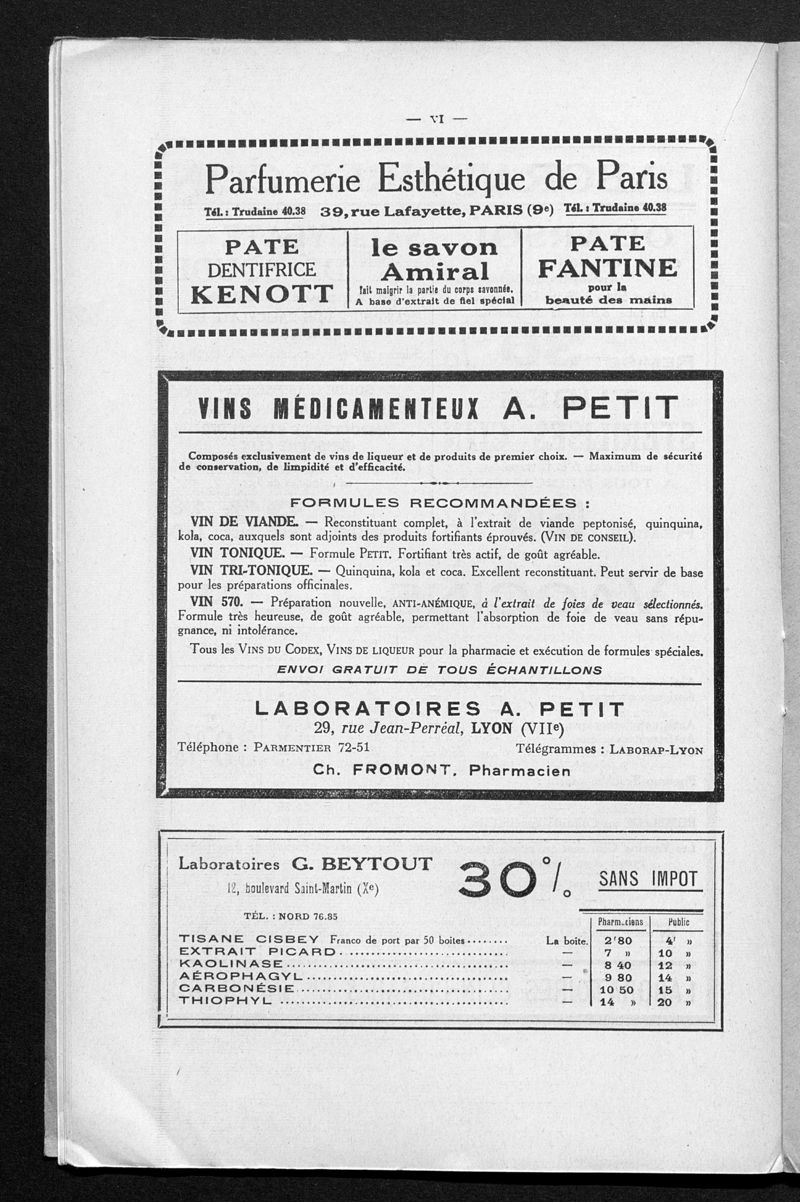 — VI —
Parfumerie Esthétique de Paris
Tél. : Trudaine 40.38 39, rue Lafayette, PARIS (9e) Tél. : Trudaine 40.38
PATE
DENTIFRICE
KENOTT
le savon
Amiral
fait maigrir la partie du corps savonnée.
A base d'extrait de fiel spécial
PATE
FANTINE
pour la
beauté des mains
VINS MÉDICAMENTEUX A. PETIT
Composés exclusivement de vins de liqueur et de produits de premier choix. — Maximum de sécurité
de conservation, de limpidité et d'efficacité.
FORMULES RECOMMANDÉES :
VIN DE VIANDE. — Reconstituant complet, à l'extrait de viande peptonisé, quinquina,
kola, coca, auxquels sont adjoints des produits fortifiants éprouvés. (VIN DE CONSEIL).
VIN TONIQUE. — Formule PETIT. Fortifiant très actif, de goût agréable.
VIN TRI-TONIQUE. — Quinquina, kola et coca. Excellent reconstituant. Peut servir de base
pour les préparations officinales.
VIN 570. — Préparation nouvelle, ANTI-ANÉMIQUE, à l'extrait de foies de veau sélectionnés.
Formule très heureuse, de goût agréable, permettant l'absorption de foie de veau sans répu-
gnance, ni intolérance.
Tous les VINS DU CODEX, VINS DE LIQUEUR pour la pharmacie et exécution de formules spéciales.
ENVOI GRATUIT DE TOUS ÉCHANTILLONS
LABORATOIRES A. PETIT
29, rue Jean-Perréal, LYON (VIIe)
Téléphone : PARMENTIER 72-51 Télégrammes : LABORAP-LYON
Ch. FROMONT, Pharmacien
Laboratoires G. BEYTOUT
12, boulevard Saint-Martin (Xe)
TÉL. : NORD 76.85
30 % SANS IMPOT
Pharmaciens Public
TISANE CISBEY Franco de port par 50 boites ........ La boite. 2f80 4f »
EXTRAIT PICARD ........ — 7 » 10 »
KAOLINASE ........ — 8 40 12 »
AÉROPHAGYL ........ — 9 80 14 »
CARBONÉSIE ........ — 10 50 15 »
THIOPHYL ........ — 14 » 20 »